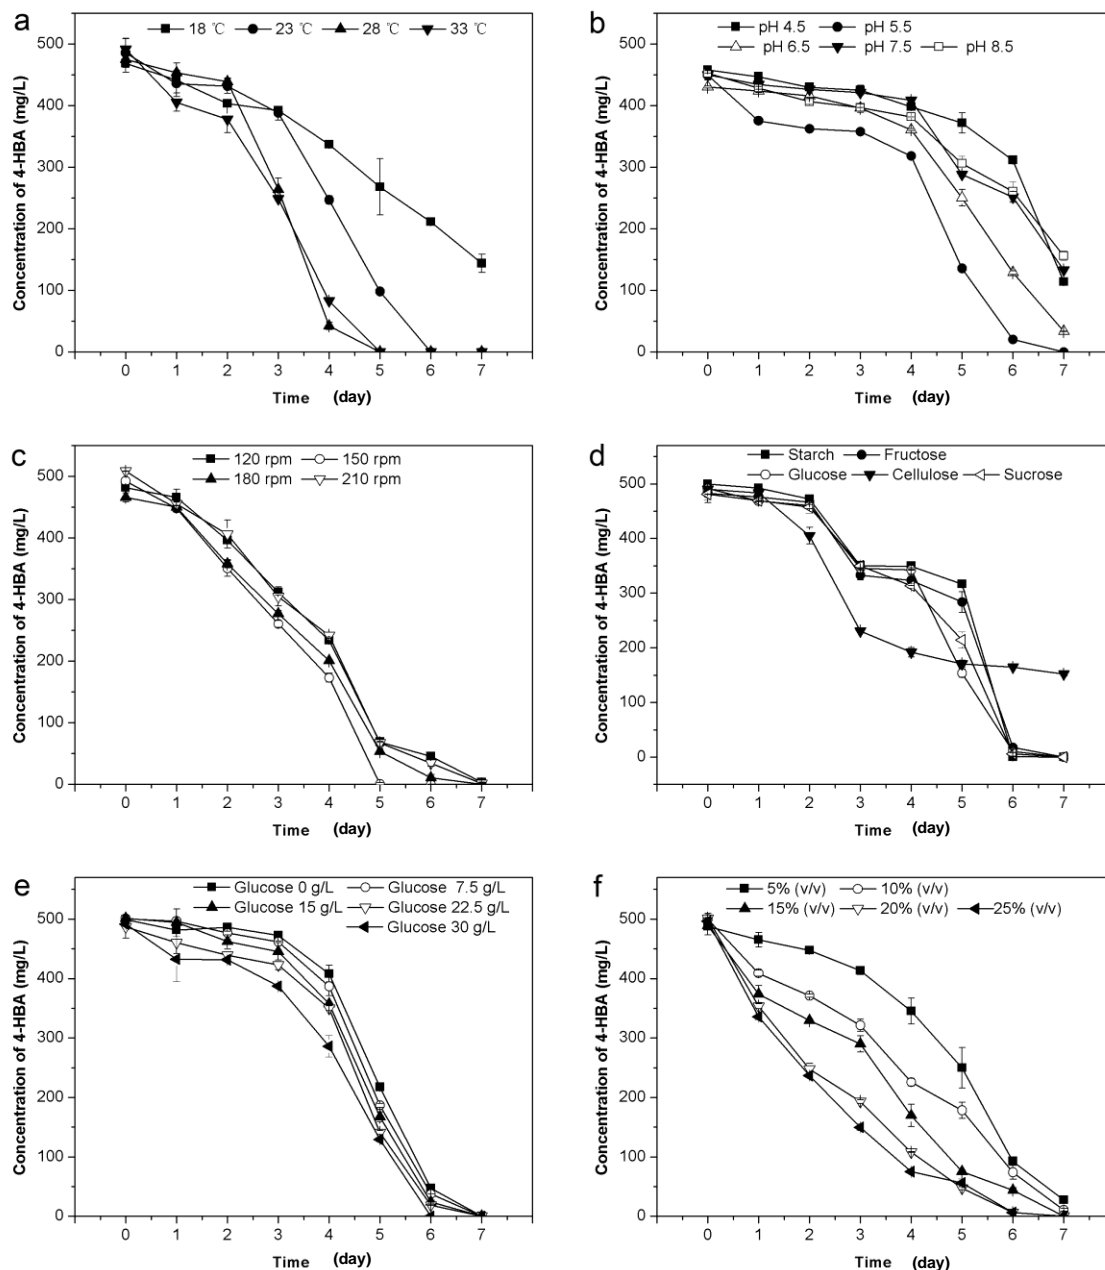 a
18 ℃ 23 ℃ 28 ℃ 33 ℃
500
400
300
200
100
0
Concentration of 4-HBA (mg/L)
0 1 2 3 4 5 6 7
Time (day)
b
pH 4.5 pH 5.5
pH 6.5 pH 7.5 pH 8.5
500
400
300
200
100
0
Concentration of 4-HBA (mg/L)
0 1 2 3 4 5 6 7
Time (day)
c
120 rpm 150 rpm
180 rpm 210 rpm
500
400
300
200
100
0
Concentration of 4-HBA (mg/L)
0 1 2 3 4 5 6 7
Time (day)
d
Starch Fructose
Glucose Cellulose Sucrose
500
400
300
200
100
0
Concentration of 4-HBA (mg/L)
0 1 2 3 4 5 6 7
Time (day)
e
Glucose 0 g/L Glucose 7.5 g/L
Glucose 15 g/L Glucose 22.5 g/L
Glucose 30 g/L
500
400
300
200
100
0
Concentration of 4-HBA (mg/L)
0 1 2 3 4 5 6 7
Time (day)
f
5% (v/v) 10% (v/v)
15% (v/v) 20% (v/v) 25% (v/v)
500
400
300
200
100
0
Concentration of 4-HBA (mg/L)
0 1 2 3 4 5 6 7
Time (day)